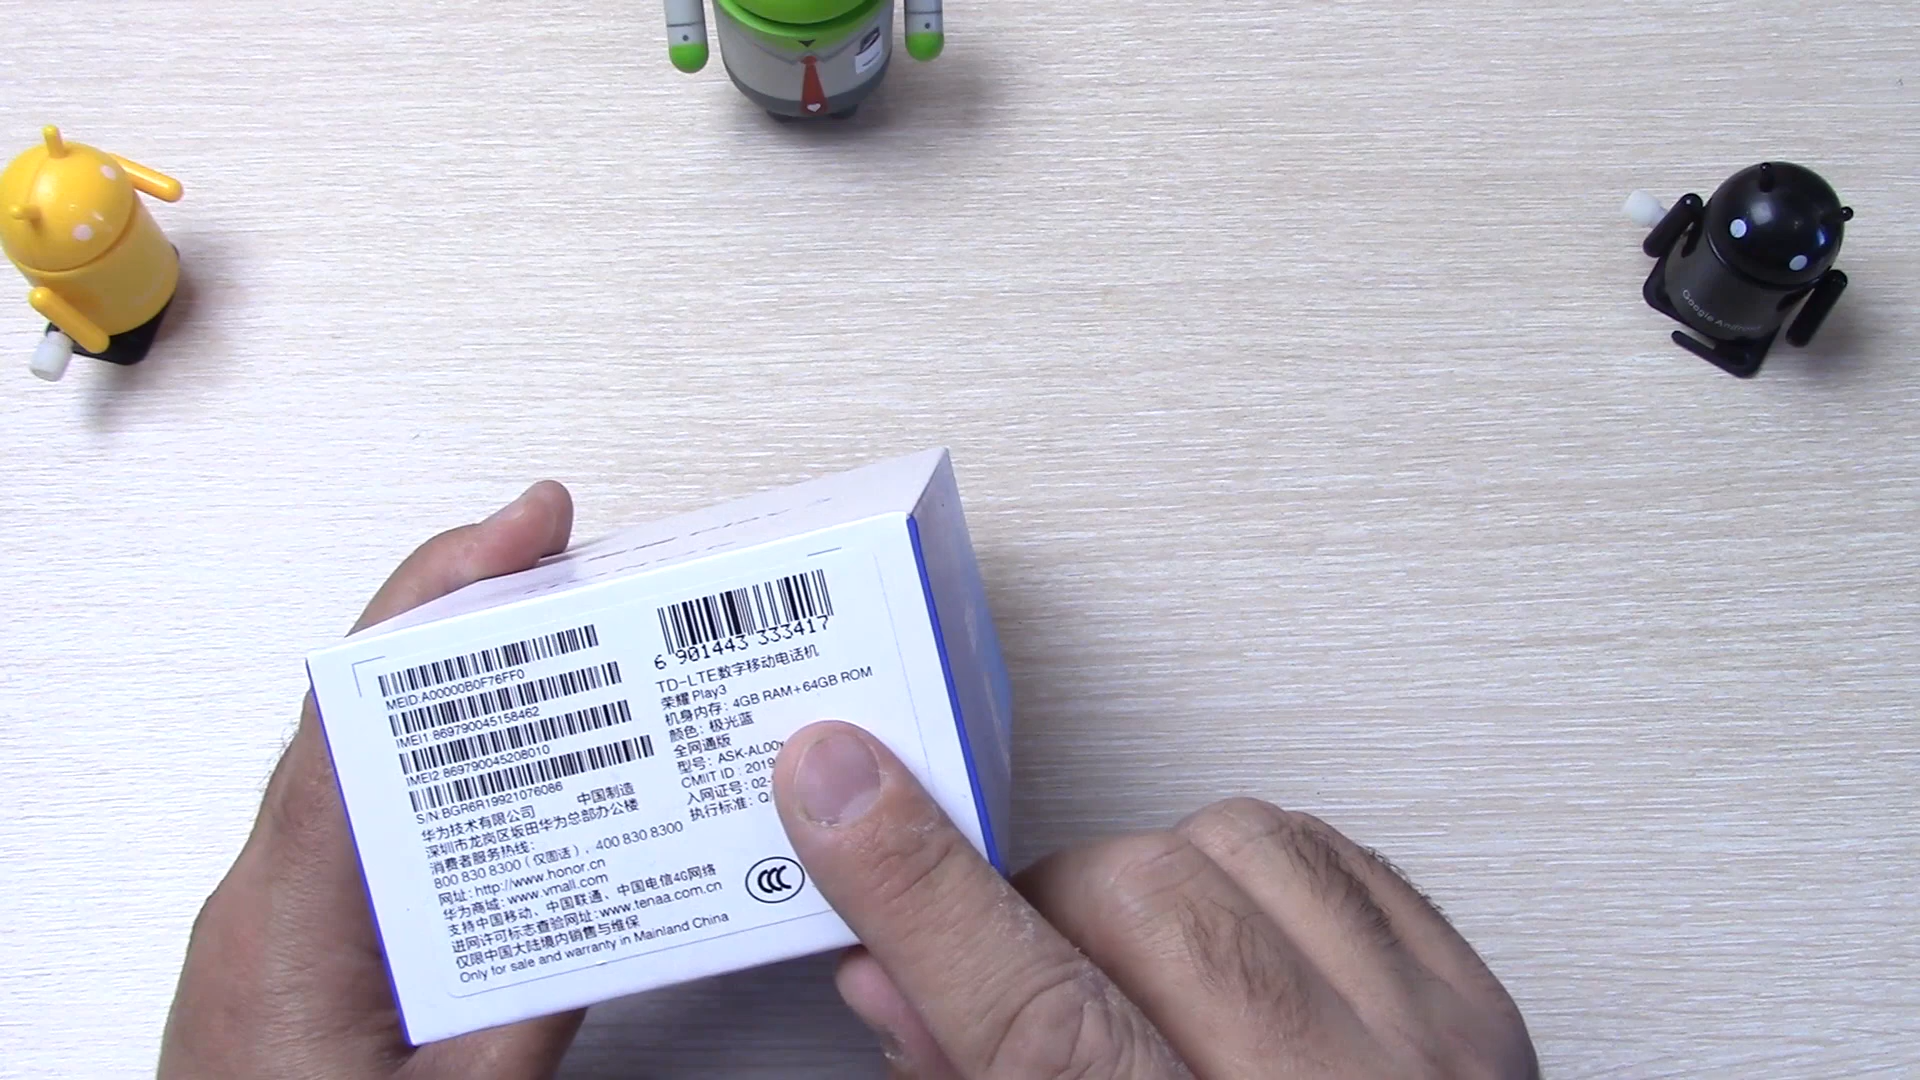 MEID:A00000B0F76FF0
IMEI1:869790045158462
IMEI2:869790045208010
S/N:BGR6R19921076086
华为技术有限公司 中国制造
深圳市龙岗区坂田华为总部办公楼
消费者服务热线:
800 830 8300（仅固话）, 400 830 8300
网址: http://www.honor.cn
华为商城: www.vmall.com
支持中国移动、中国联通、中国电信4G网络
进网许可标志查验网址: www.tenaa.com.cn
仅限中国大陆境内销售与维保
Only for sale and warranty in Mainland China
6 901443 333417
TD-LTE数字移动电话机
荣耀 Play3
机身内存: 4GB RAM+64GB ROM
颜色: 极光蓝
全网通版
型号: ASK-AL00x
CMIIT ID: 2019
入网证号: 02-
执行标准: Q/
CCC
Google Android